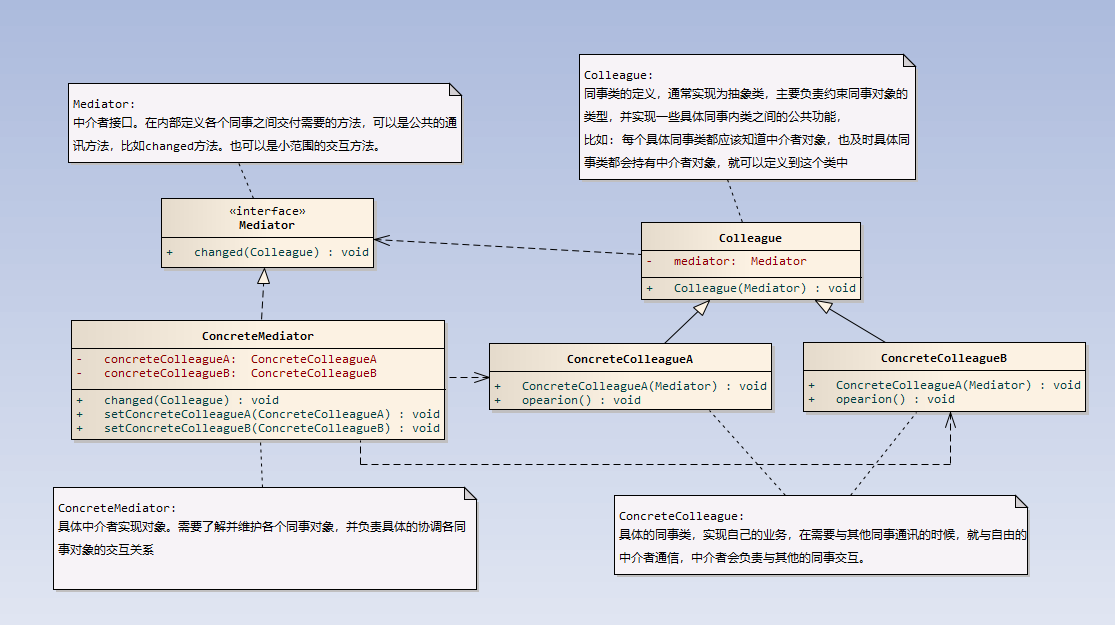 Mediator:
中介者接口。在内部定义各个同事之间交付需要的方法，可以是公共的通
讯方法，比如changed方法。也可以是小范围的交互方法。
Colleague:
同事类的定义，通常实现为抽象类，主要负责约束同事对象的
类型，并实现一些具体同事内类之间的公共功能，
比如：每个具体同事类都应该知道中介者对象，也及时具体同
事类都会持有中介者对象，就可以定义到这个类中
«interface»
Mediator
+ changed(Colleague) : void
Colleague
- mediator: Mediator
+ Colleague(Mediator) : void
ConcreteMediator
- concreteColleagueA: ConcreteColleagueA
- concreteColleagueB: ConcreteColleagueB
+ changed(Colleague) : void
+ setConcreteColleagueA(ConcreteColleagueA) : void
+ setConcreteColleagueB(ConcreteColleagueB) : void
ConcreteColleagueA
+ ConcreteColleagueA(Mediator) : void
+ opearion() : void
ConcreteColleagueB
+ ConcreteColleagueA(Mediator) : void
+ opearion() : void
ConcreteMediator:
具体中介者实现对象。需要了解并维护各个同事对象，并负责具体的协调各同
事对象的交互关系
ConcreteColleague:
具体的同事类，实现自己的业务，在需要与其他同事通讯的时候，就与自由的
中介者通信，中介者会负责与其他的同事交互。